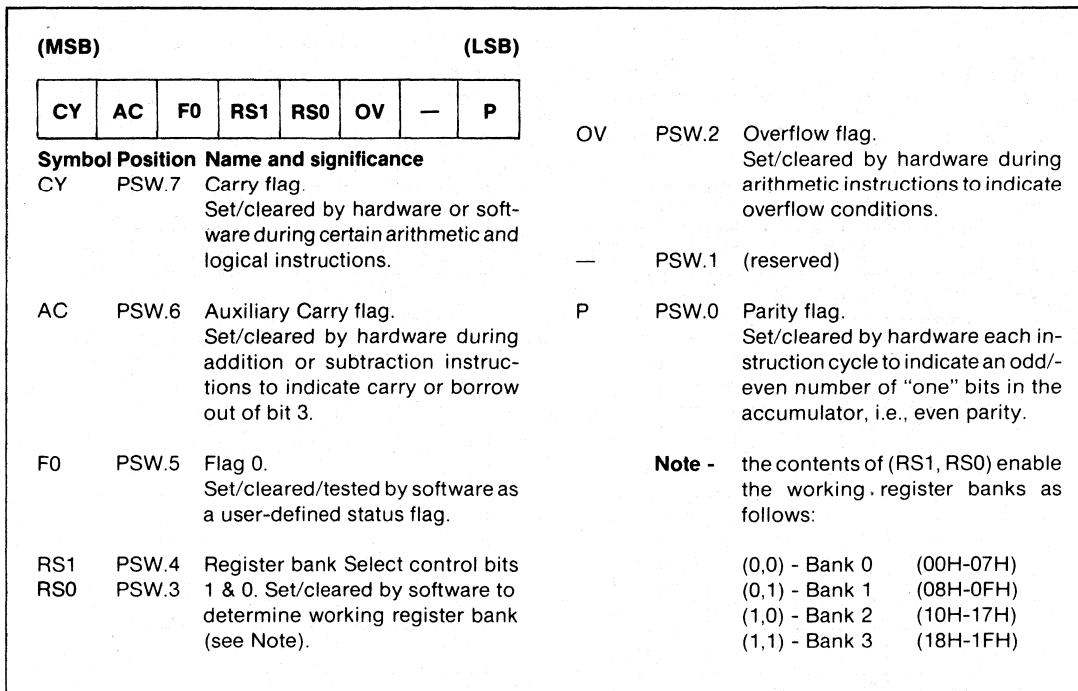 (MSB) (LSB)
CY AC F0 RS1 RS0 OV — P
Symbol Position Name and significance
CY PSW.7 Carry flag.
Set/cleared by hardware or soft-
ware during certain arithmetic and
logical instructions.
AC PSW.6 Auxiliary Carry flag.
Set/cleared by hardware during
addition or subtraction instruc-
tions to indicate carry or borrow
out of bit 3.
F0 PSW.5 Flag 0.
Set/cleared/tested by software as
a user-defined status flag.
RS1 PSW.4 Register bank Select control bits
RS0 PSW.3 1 & 0. Set/cleared by software to
determine working register bank
(see Note).
OV PSW.2 Overflow flag.
Set/cleared by hardware during
arithmetic instructions to indicate
overflow conditions.
— PSW.1 (reserved)
P PSW.0 Parity flag.
Set/cleared by hardware each in-
struction cycle to indicate an odd/-
even number of "one" bits in the
accumulator, i.e., even parity.
Note - the contents of (RS1, RS0) enable
the working register banks as
follows:
(0,0) - Bank 0 (00H-07H)
(0,1) - Bank 1 (08H-0FH)
(1,0) - Bank 2 (10H-17H)
(1,1) - Bank 3 (18H-1FH)